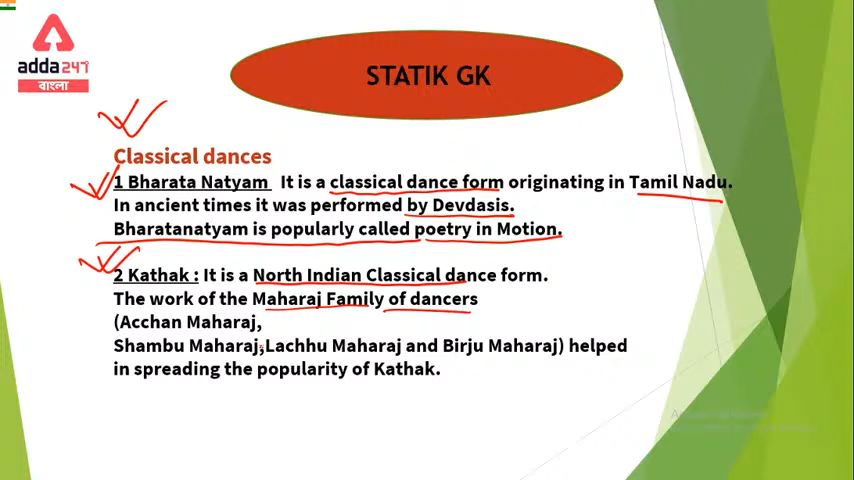 adda247
বাংলা
STATIK GK
Classical dances
1 Bharata Natyam It is a classical dance form originating in Tamil Nadu.
In ancient times it was performed by Devdasis.
Bharatanatyam is popularly called poetry in Motion.
2 Kathak : It is a North Indian Classical dance form.
The work of the Maharaj Family of dancers
(Acchan Maharaj,
Shambu Maharaj,Lachhu Maharaj and Birju Maharaj) helped
in spreading the popularity of Kathak.